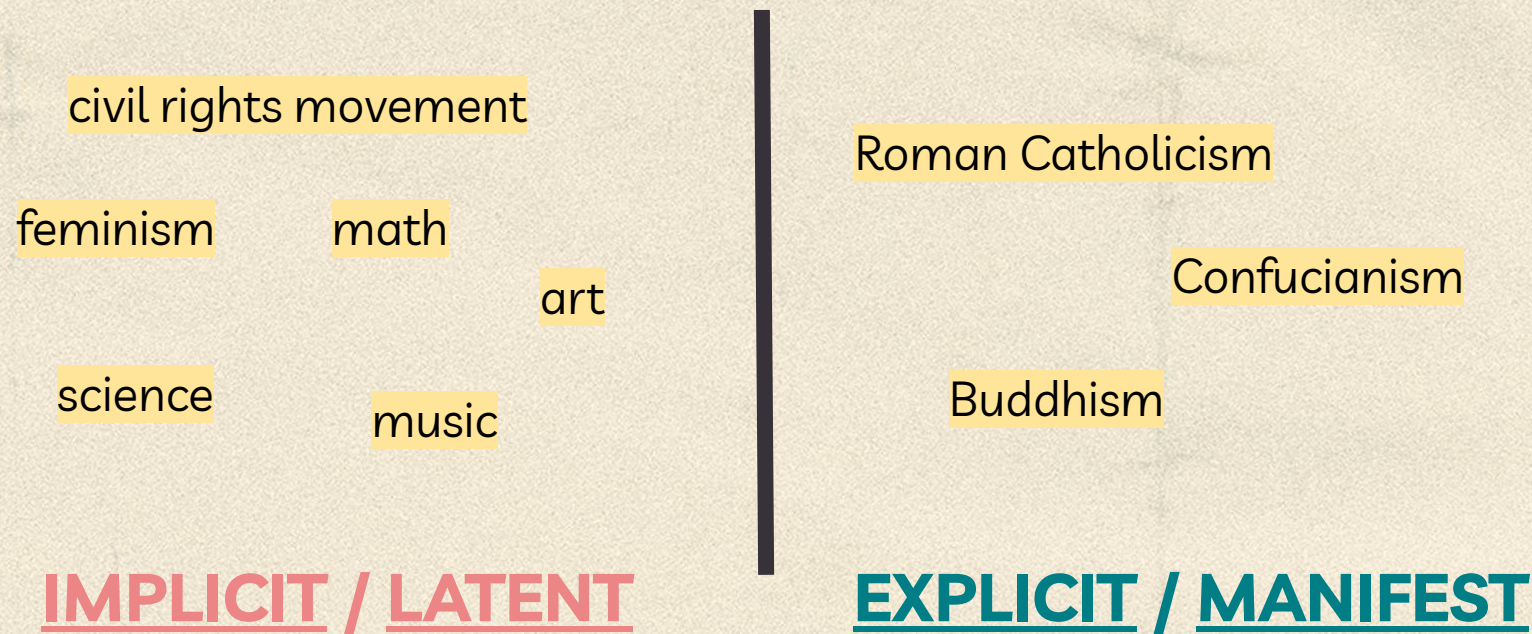 civil rights movement
feminism
math
art
science
music
IMPLICIT / LATENT
Roman Catholicism
Confucianism
Buddhism
EXPLICIT / MANIFEST